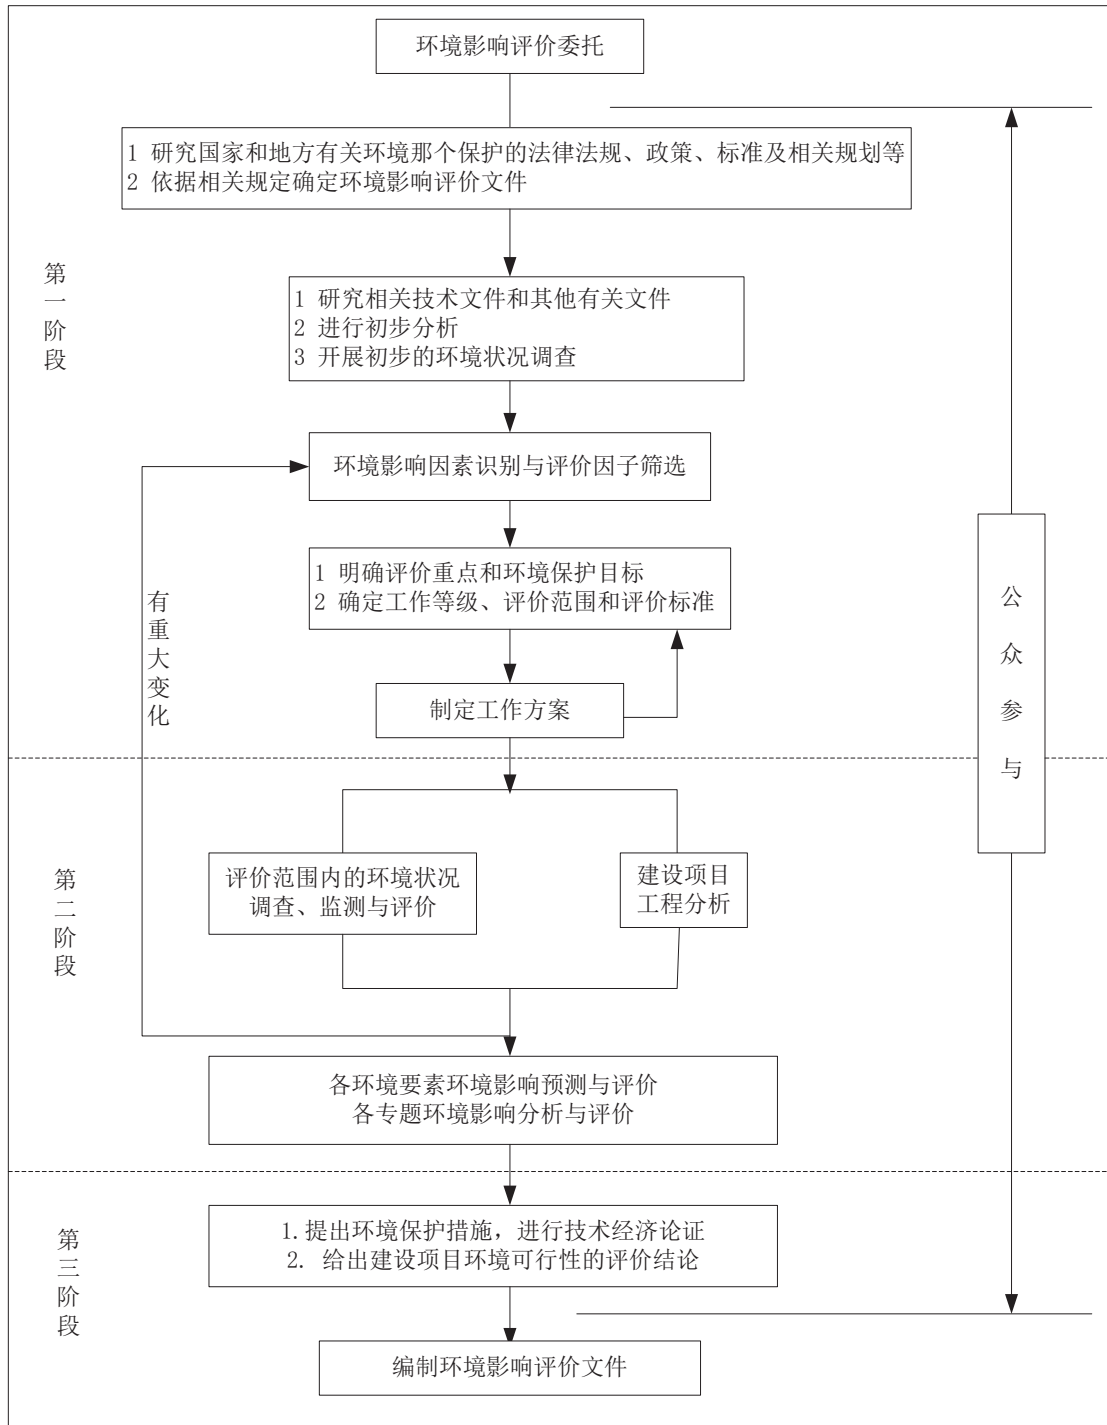 环境影响评价委托
1 研究国家和地方有关环境那个保护的法律法规、政策、标准及相关规划等
2 依据相关规定确定环境影响评价文件
第一阶段
1 研究相关技术文件和其他有关文件
2 进行初步分析
3 开展初步的环境状况调查
环境影响因素识别与评价因子筛选
1 明确评价重点和环境保护目标
2 确定工作等级、评价范围和评价标准
有重大变化
公众参与
制定工作方案
第二阶段
评价范围内的环境状况
调查、监测与评价
建设项目
工程分析
各环境要素环境影响预测与评价
各专题环境影响分析与评价
第三阶段
1.提出环境保护措施，进行技术经济论证
2. 给出建设项目环境可行性的评价结论
编制环境影响评价文件